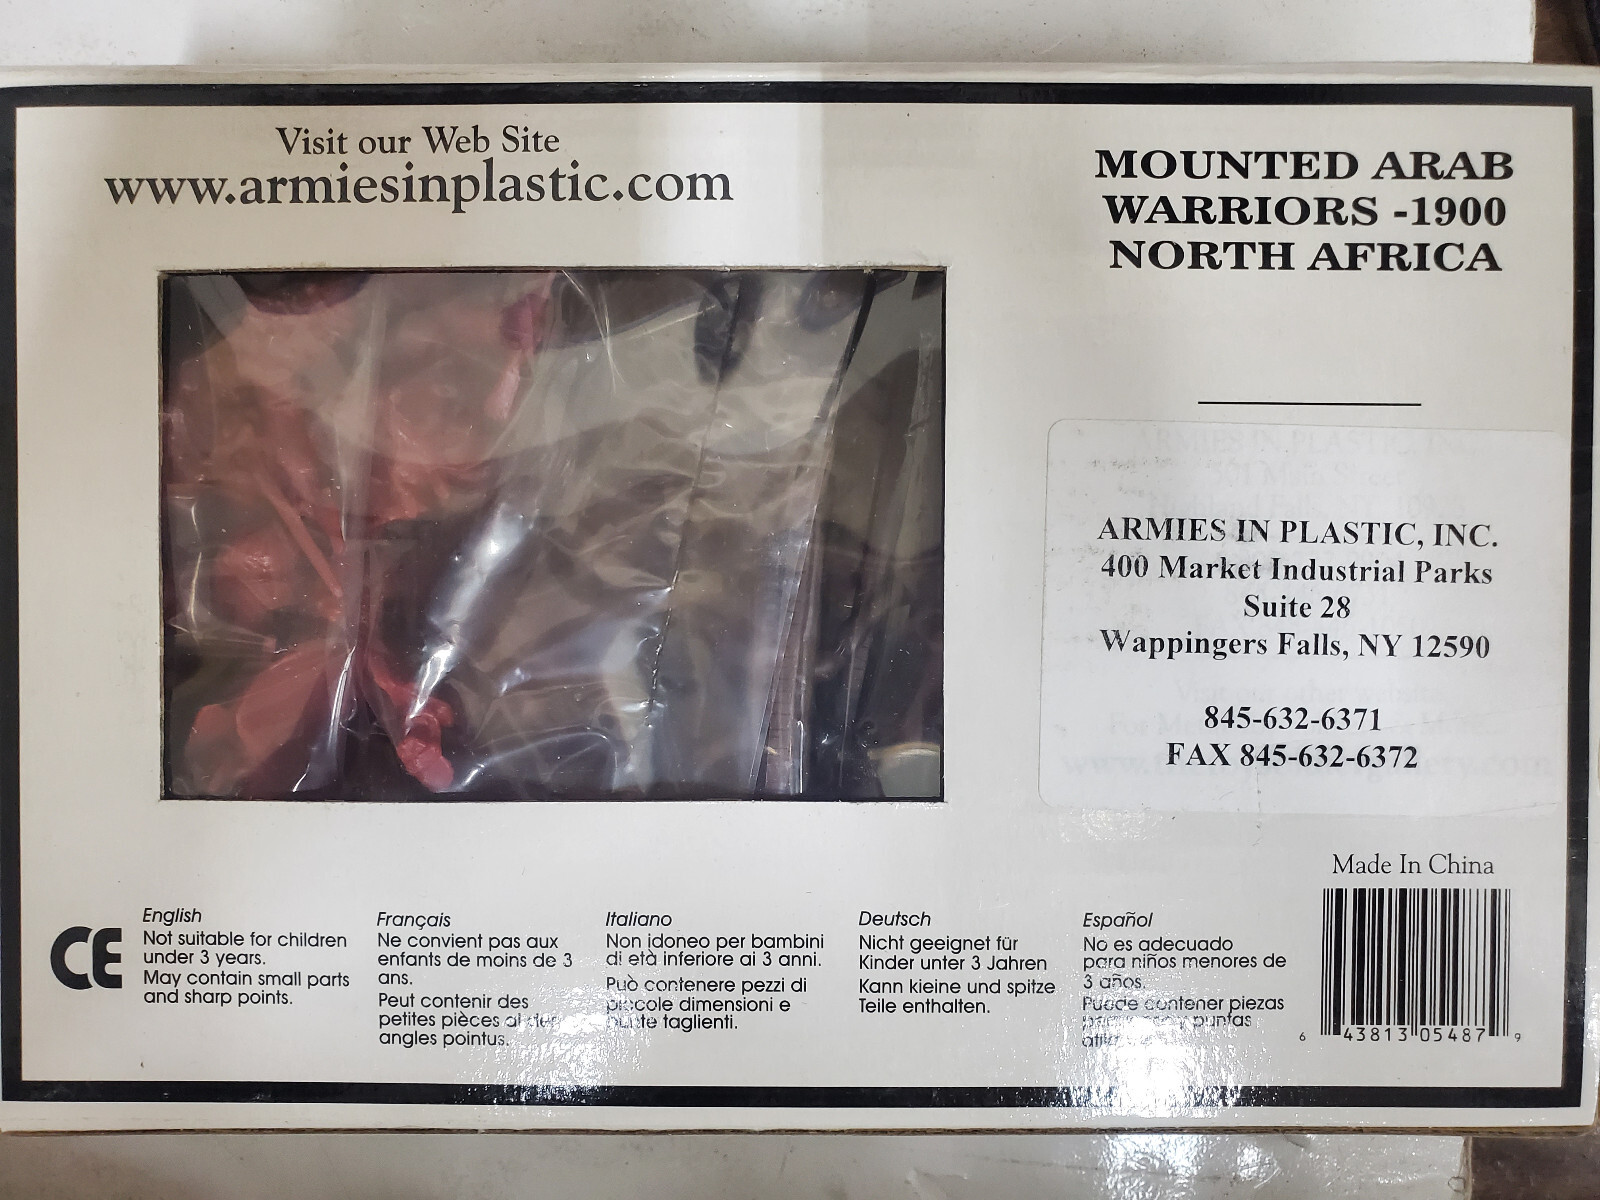 Visit our Web Site
www.armiesinplastic.com
MOUNTED ARAB
WARRIORS -1900
NORTH AFRICA
ARMIES IN PLASTIC, INC.
400 Market Industrial Parks
Suite 28
Wappingers Falls, NY 12590
845-632-6371
FAX 845-632-6372
Made In China
CE
English
Not suitable for children
under 3 years.
May contain small parts
and sharp points.
Français
Ne convient pas aux
enfants de moins de 3
ans.
Peut contenir des
petites pièces
angles pointus.
Italiano
Non idoneo per bambini
di età inferiore ai 3 anni.
Può contenere pezzi di
piccole dimensioni e
punte taglienti.
Deutsch
Nicht geeignet für
Kinder unter 3 Jahren
Kann kieine und spitze
Teile enthalten.
Español
No es adecuado
para niños menores de
3 años.
Puede contener piezas
y puntas
6 43813 05487 9